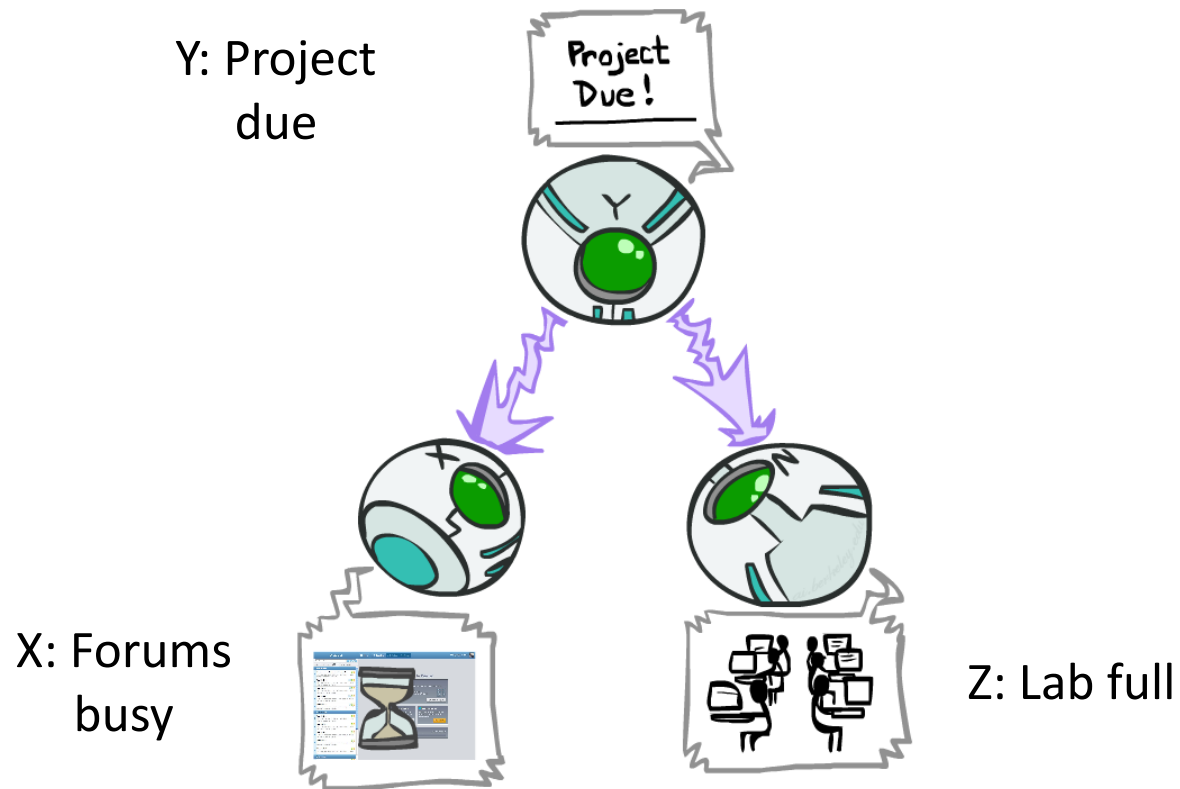 Y: Project
due
Project
Due!
Y
X
Z
X: Forums
busy
Z: Lab full